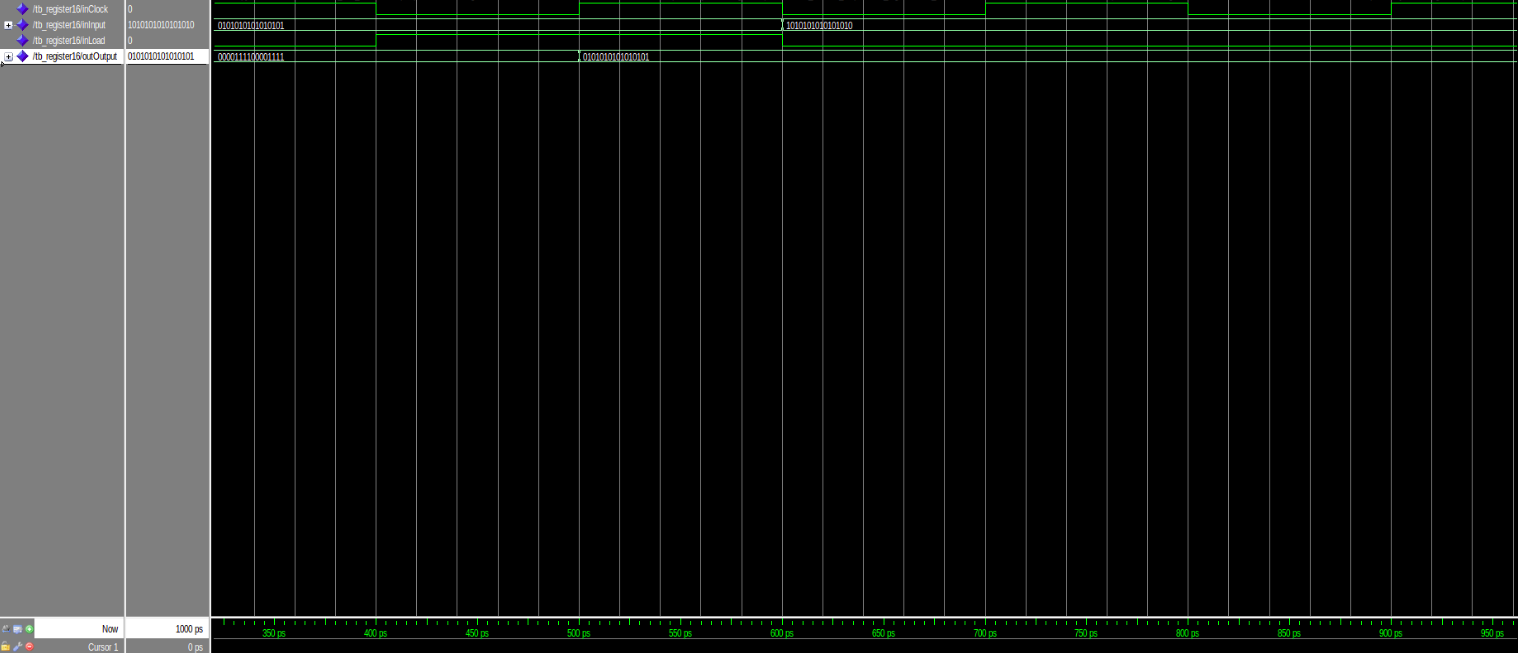 /tb_register16/inClock 0
/tb_register16/inInput 1010101010101010 0101010101010101 1010101010101010
/tb_register16/inLoad 0
/tb_register16/outOutput 0101010101010101 0000111100001111 0101010101010101
Now 1000 ps
350 ps 400 ps 450 ps 500 ps 550 ps 600 ps 650 ps 700 ps 750 ps 800 ps 850 ps 900 ps 950 ps
Cursor 1 0 ps